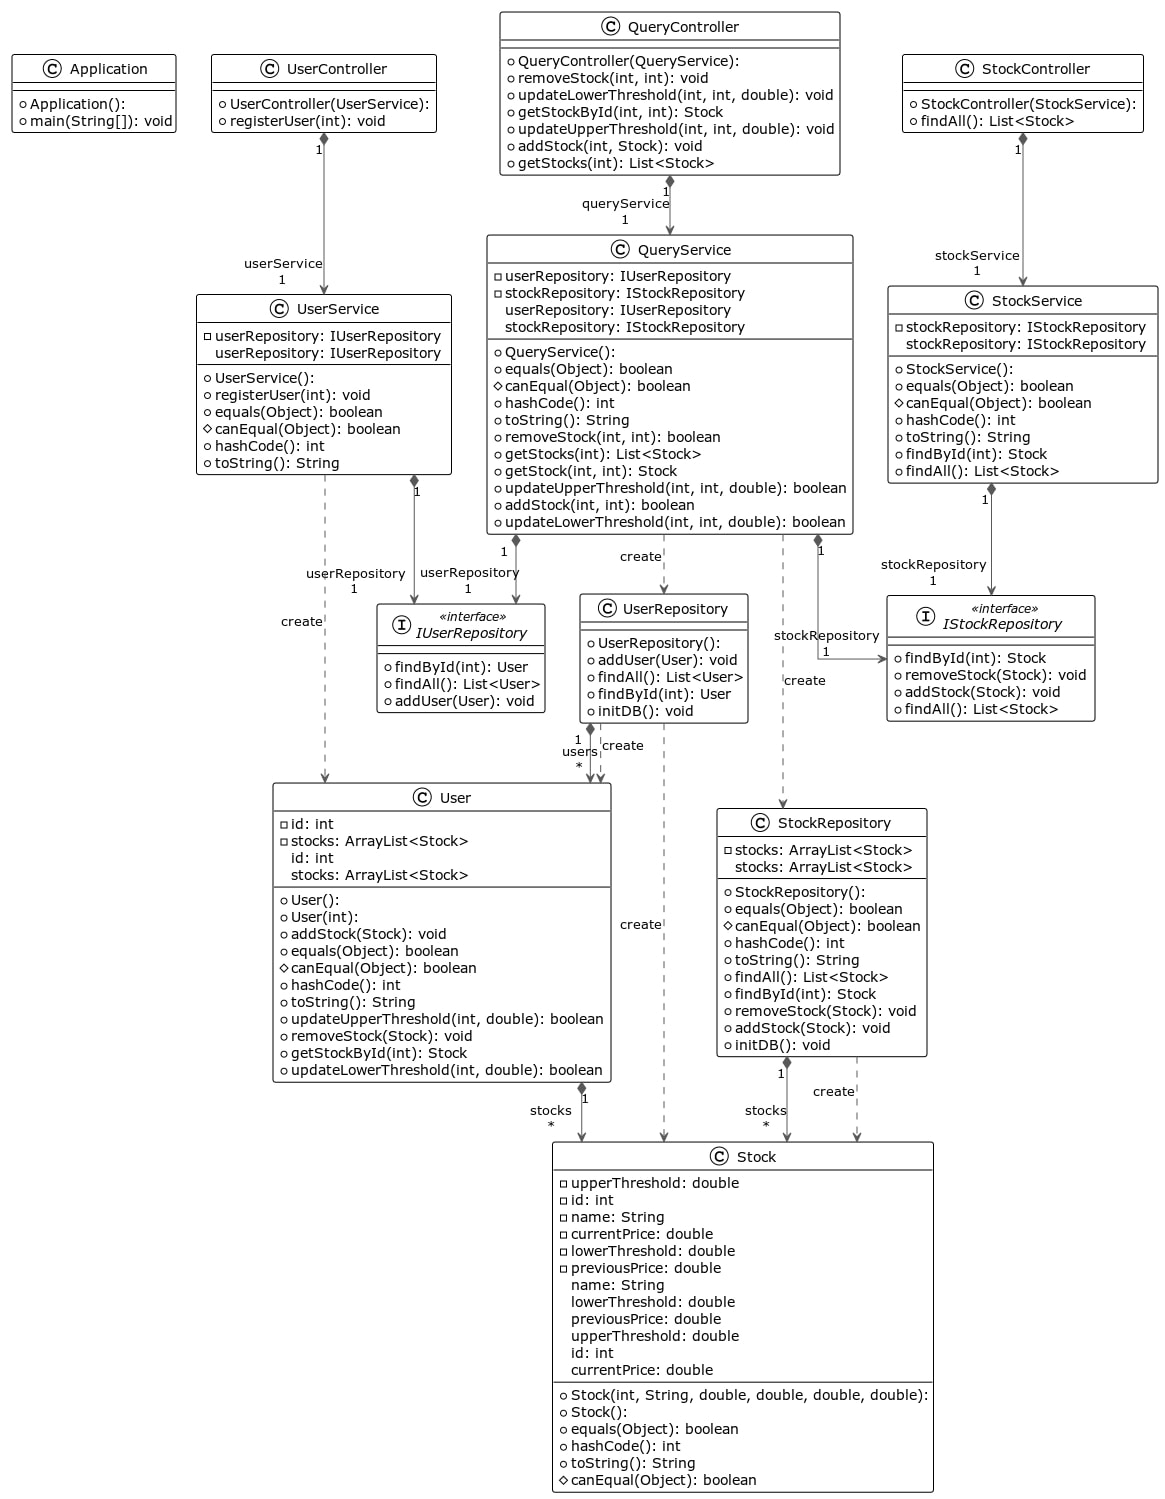 C Application
Application():
main(String[]): void
C UserController
UserController(UserService):
registerUser(int): void
C QueryController
QueryController(QueryService):
removeStock(int, int): void
updateLowerThreshold(int, int, double): void
getStockById(int, int): Stock
updateUpperThreshold(int, int, double): void
addStock(int, Stock): void
getStocks(int): List<Stock>
C StockController
StockController(StockService):
findAll(): List<Stock>
1
userService
1
1
queryService
1
1
stockService
1
C UserService
userRepository: IUserRepository
userRepository: IUserRepository
UserService():
registerUser(int): void
equals(Object): boolean
canEqual(Object): boolean
hashCode(): int
toString(): String
C QueryService
userRepository: IUserRepository
stockRepository: IStockRepository
userRepository: IUserRepository
stockRepository: IStockRepository
QueryService():
equals(Object): boolean
canEqual(Object): boolean
hashCode(): int
toString(): String
removeStock(int, int): boolean
getStocks(int): List<Stock>
getStock(int, int): Stock
updateUpperThreshold(int, int, double): boolean
addStock(int, int): boolean
updateLowerThreshold(int, int, double): boolean
C StockService
stockRepository: IStockRepository
stockRepository: IStockRepository
StockService():
equals(Object): boolean
canEqual(Object): boolean
hashCode(): int
toString(): String
findById(int): Stock
findAll(): List<Stock>
create
1
userRepository
1
1
userRepository
1
create
create
1
stockRepository
1
1
stockRepository
1
I «interface»
IUserRepository
findById(int): User
findAll(): List<User>
addUser(User): void
C UserRepository
UserRepository():
addUser(User): void
findAll(): List<User>
findById(int): User
initDB(): void
I «interface»
IStockRepository
findById(int): Stock
removeStock(Stock): void
addStock(Stock): void
findAll(): List<Stock>
1
users
*
create
create
C User
id: int
stocks: ArrayList<Stock>
id: int
stocks: ArrayList<Stock>
User():
User(int):
addStock(Stock): void
equals(Object): boolean
canEqual(Object): boolean
hashCode(): int
toString(): String
updateUpperThreshold(int, double): boolean
removeStock(Stock): void
getStockById(int): Stock
updateLowerThreshold(int, double): boolean
C StockRepository
stocks: ArrayList<Stock>
stocks: ArrayList<Stock>
StockRepository():
equals(Object): boolean
canEqual(Object): boolean
hashCode(): int
toString(): String
findAll(): List<Stock>
findById(int): Stock
removeStock(Stock): void
addStock(Stock): void
initDB(): void
1
stocks
*
1
stocks
*
create
C Stock
upperThreshold: double
id: int
name: String
currentPrice: double
lowerThreshold: double
previousPrice: double
name: String
lowerThreshold: double
previousPrice: double
upperThreshold: double
id: int
currentPrice: double
Stock(int, String, double, double, double, double):
Stock():
equals(Object): boolean
hashCode(): int
toString(): String
canEqual(Object): boolean